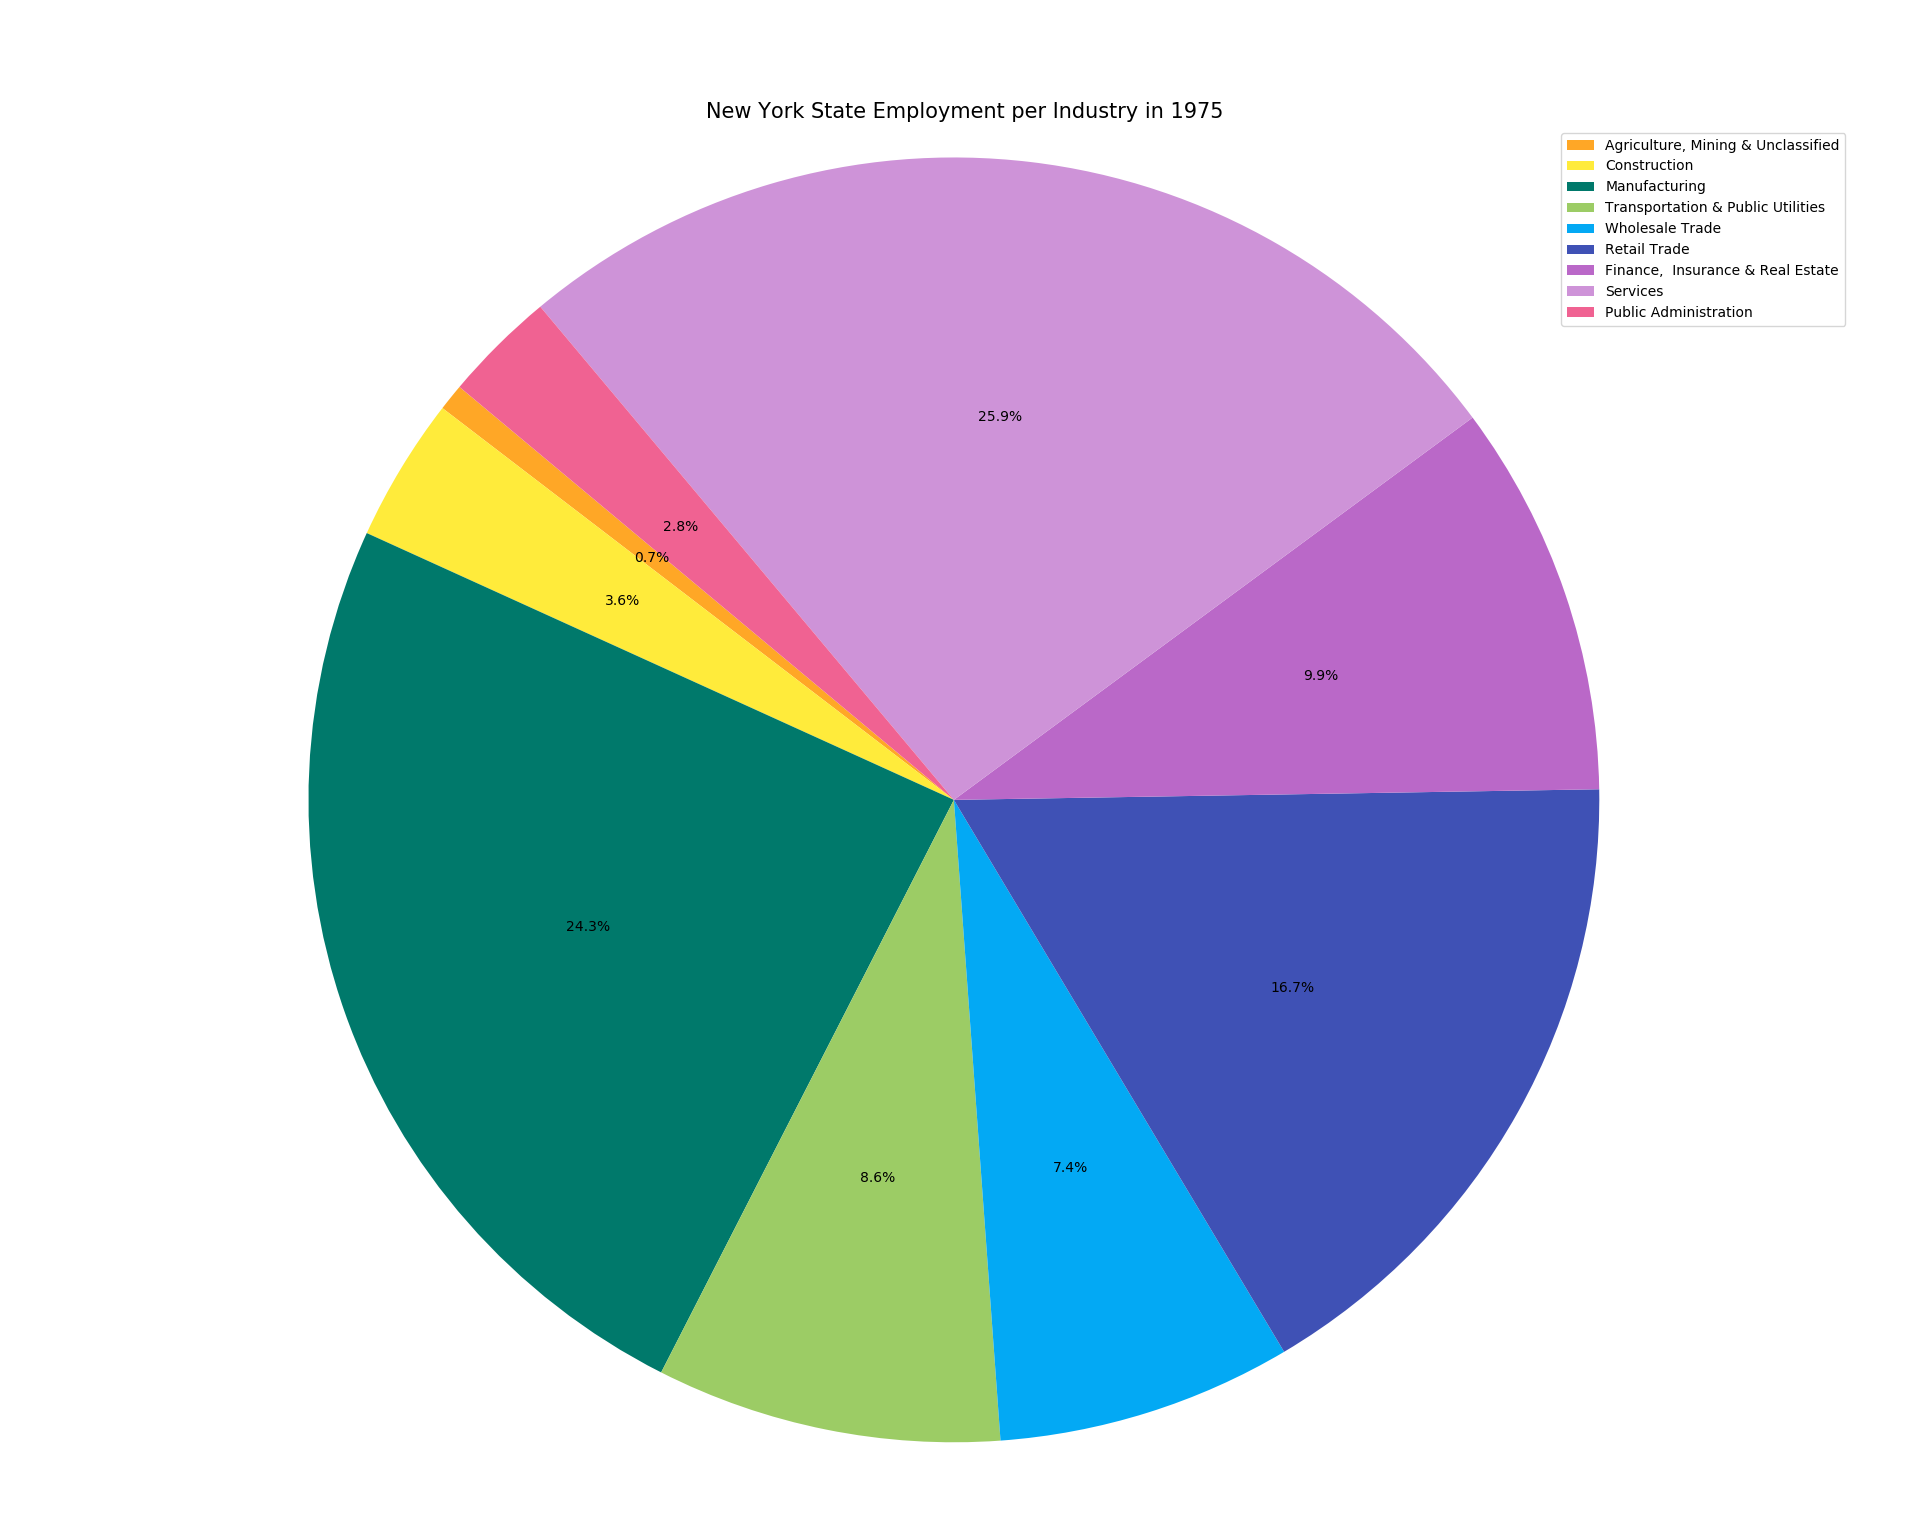 New York State Employment per Industry in 1975
Agriculture, Mining & Unclassified
Construction
Manufacturing
Transportation & Public Utilities
Wholesale Trade
Retail Trade
Finance,  Insurance & Real Estate
Services
Public Administration
25.9%
2.8%
0.7%
3.6%
9.9%
24.3%
16.7%
8.6%
7.4%